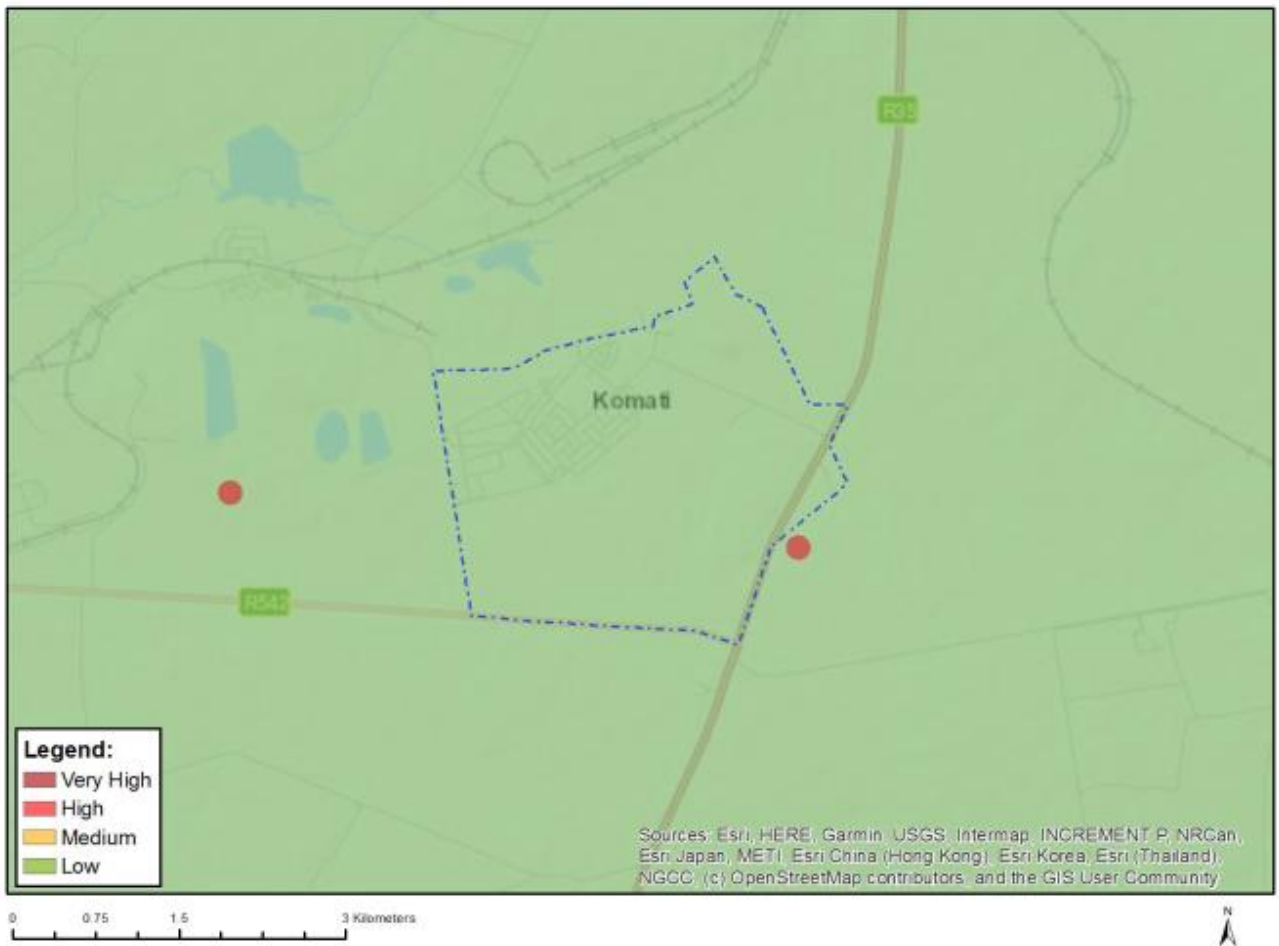 R35
Komati
R542
Legend:
Very High
High
Medium
Low
Sources: Esri, HERE, Garmin, USGS, Intermap, INCREMENT P, NRCan,
Esri Japan, METI, Esri China (Hong Kong), Esri Korea, Esri (Thailand),
NGCC, (c) OpenStreetMap contributors, and the GIS User Community
0 0.75 1.5 3 Kilometers
N